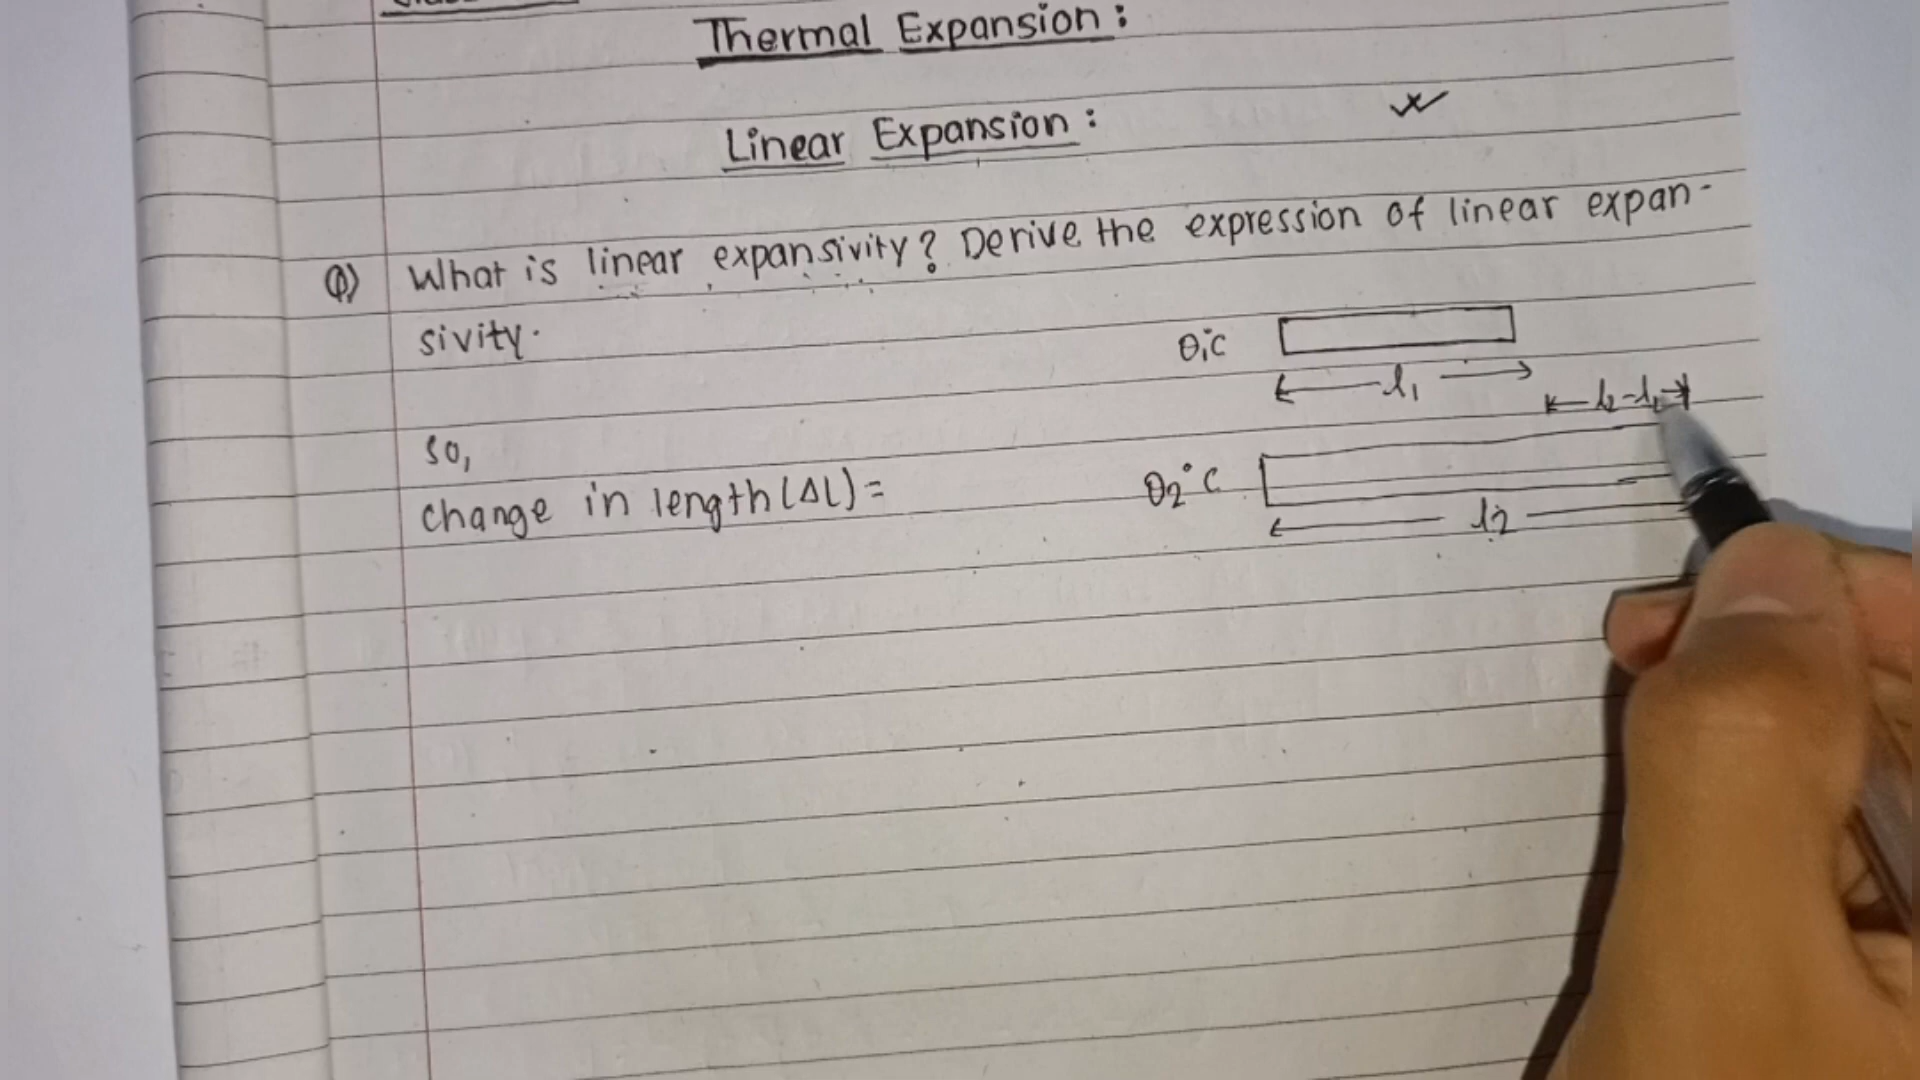 Thermal Expansion:
Linear Expansion:
Q) What is linear expansivity? Derive the expression of linear expan-
sivity.
θ₁°C
l₁
l₂-l₁
so,
change in length (Δl) =
θ₂°C
l₂